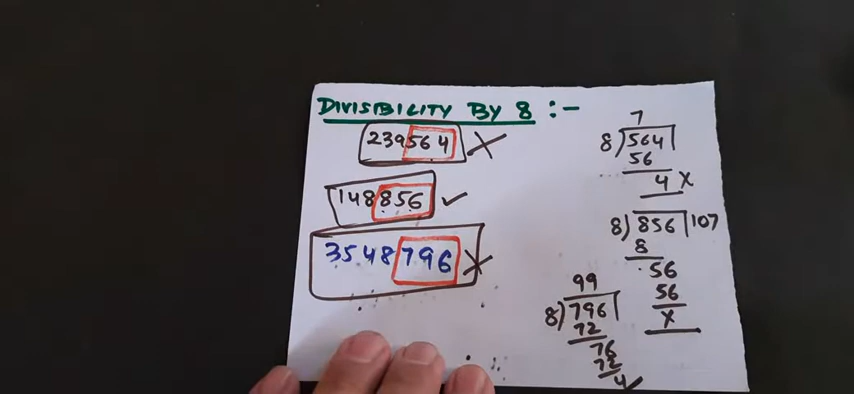 DIVISIBILITY BY 8 :-
239564 X
148856 ✓
3548796 X
7
8)564
56
4 X
8)856|107
8
56
56
X
99
8)796
72
76
72
4 ✓